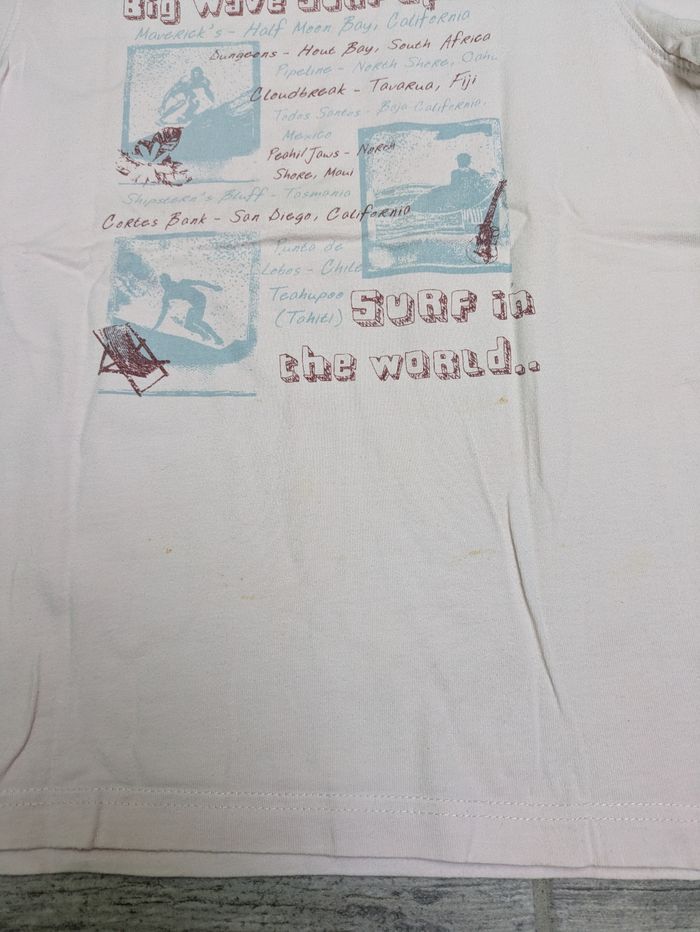 Big Wave
Maverick's - Half Moon Bay, California
Dungeons - Hout Bay, South Africa
Pipeline - North Shore, Oahu
Cloudbreak - Tavarua, Fiji
Todos Santos - Baja California,
Mexico
Peahi/Jaws - North
Shore, Maui
Shipstern's Bluff - Tasmania
Cortes Bank - San Diego, California
Punta de
Lobos - Chile
Teahupoo
(Tahiti)
SURF in
the world..